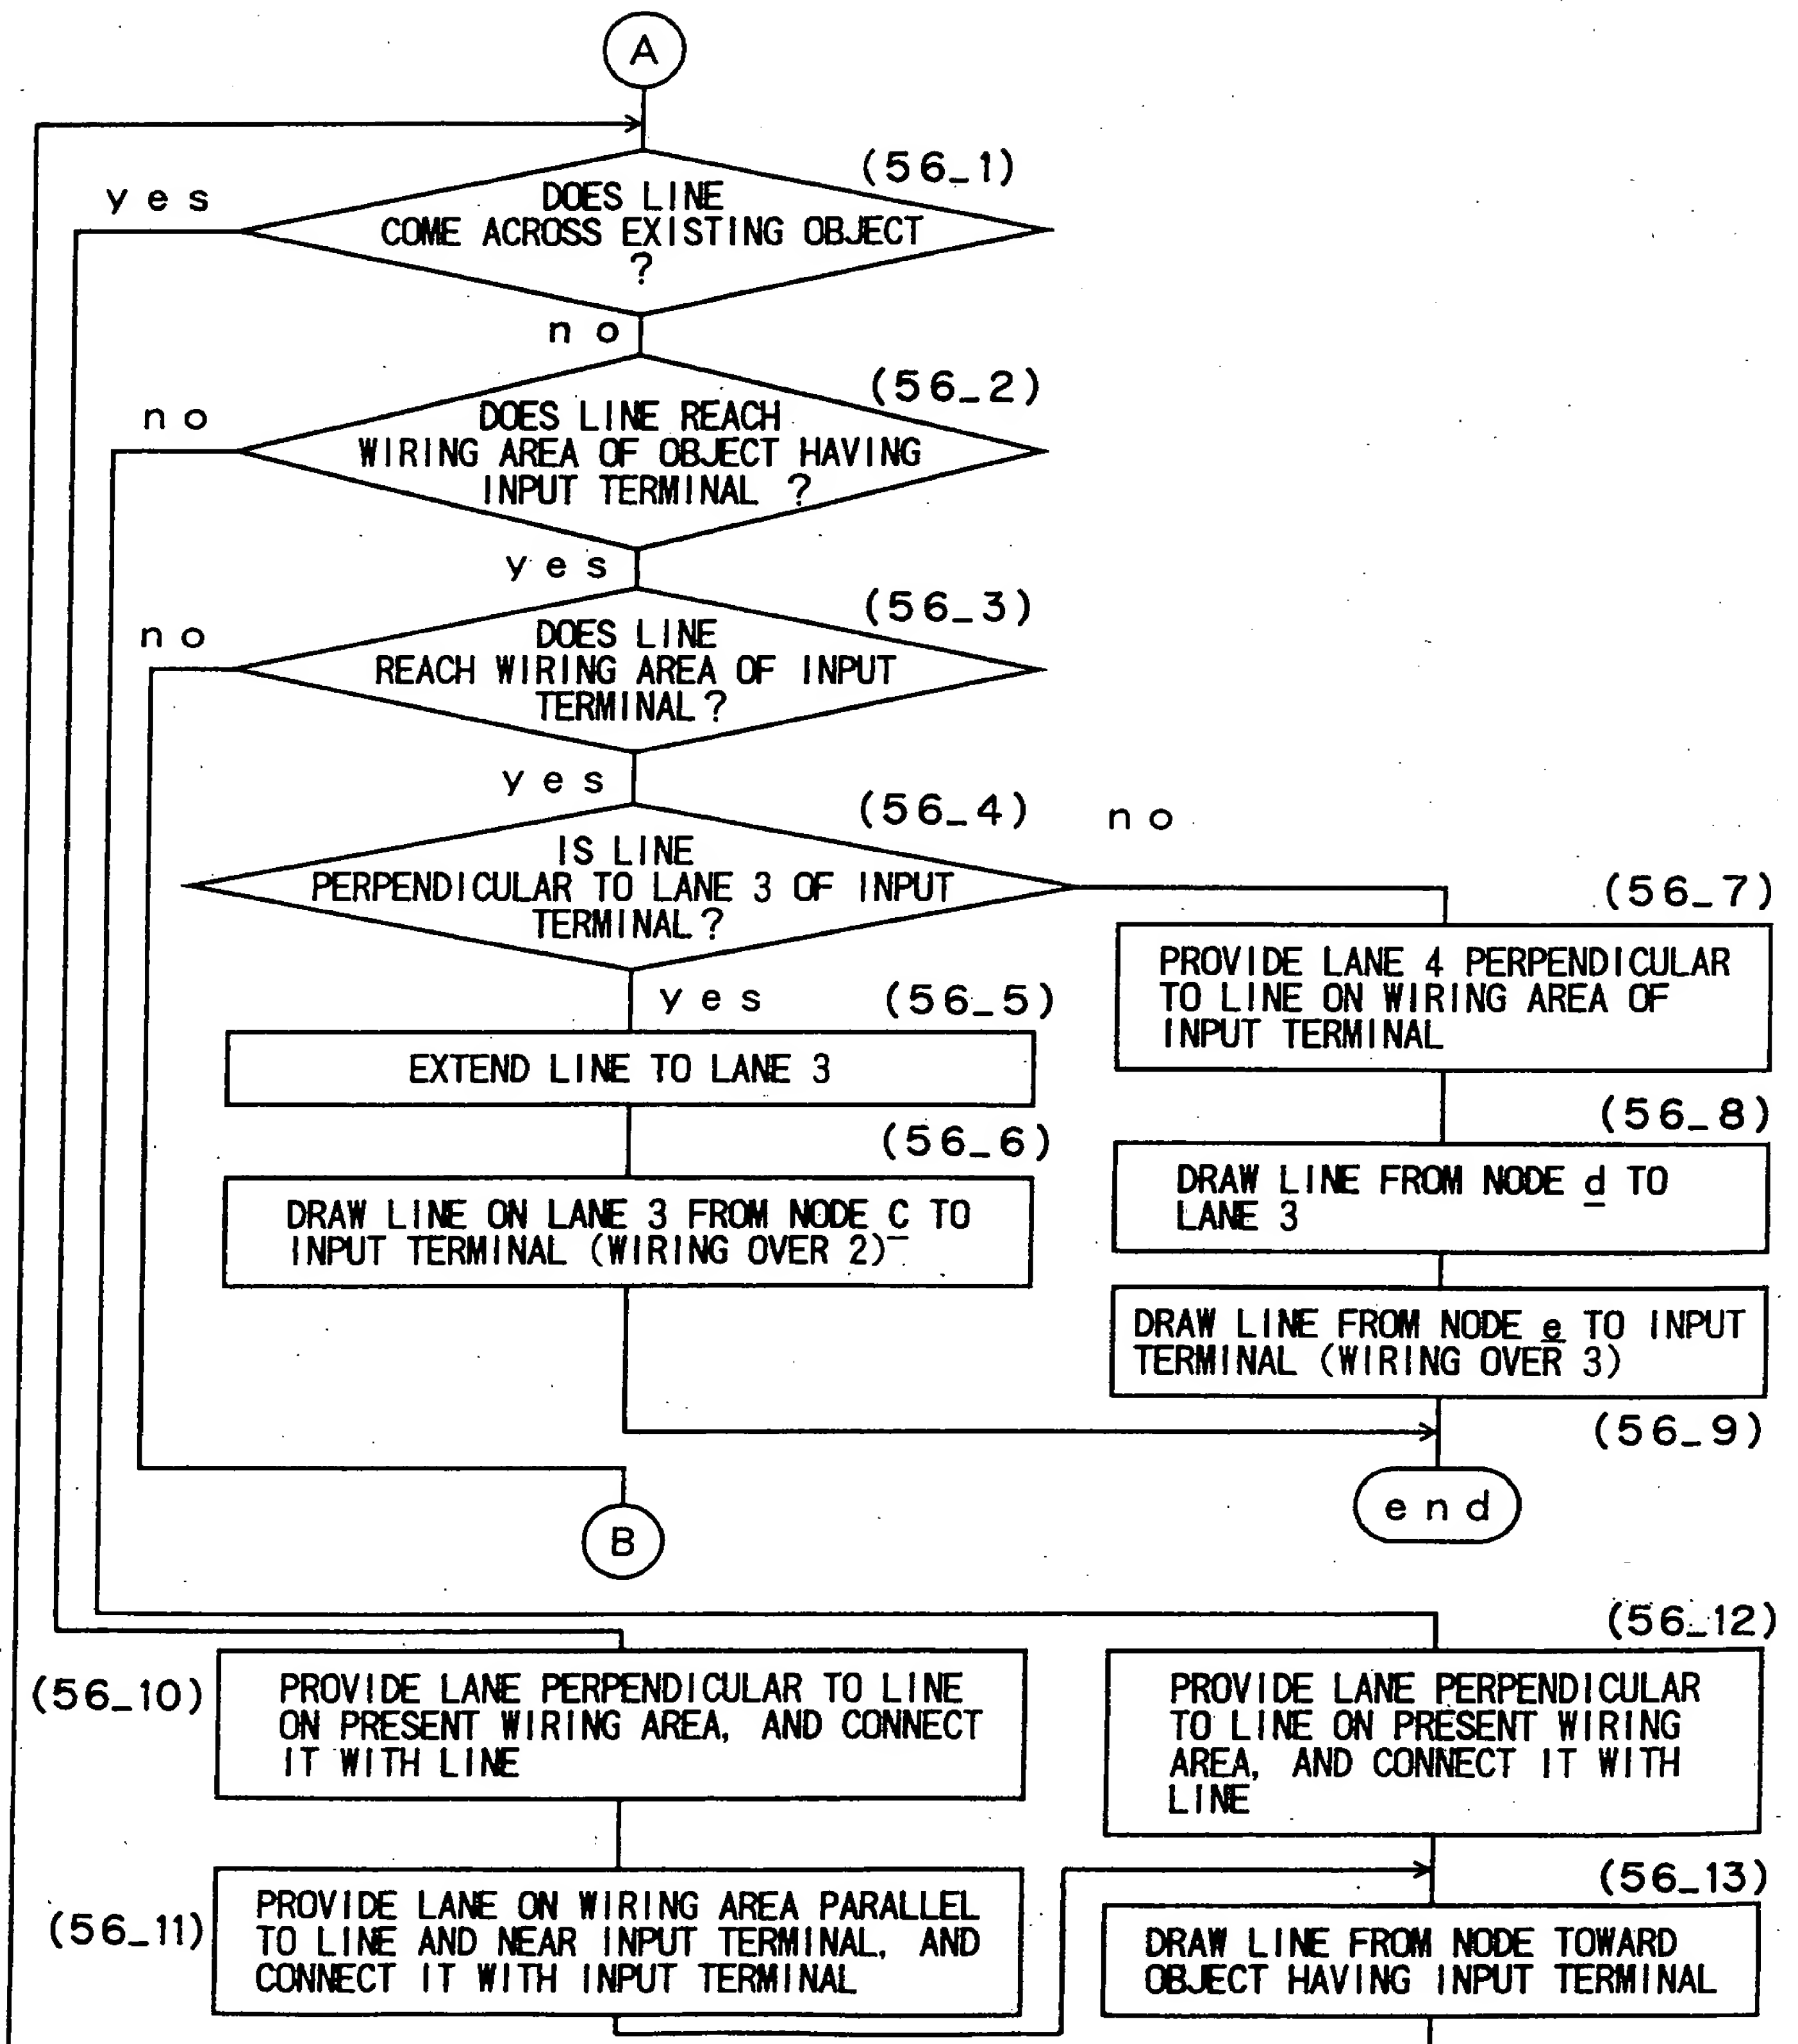 A
(56_1)
yes
DOES LINE
COME ACROSS EXISTING OBJECT
?
no
(56_2)
no
DOES LINE REACH
WIRING AREA OF OBJECT HAVING
INPUT TERMINAL ?
yes
(56_3)
no
DOES LINE
REACH WIRING AREA OF INPUT
TERMINAL?
yes
(56_4)
no
IS LINE
PERPENDICULAR TO LANE 3 OF INPUT
TERMINAL?
yes
(56_5)
EXTEND LINE TO LANE 3
(56_6)
DRAW LINE ON LANE 3 FROM NODE C TO
INPUT TERMINAL (WIRING OVER 2)
(56_7)
PROVIDE LANE 4 PERPENDICULAR
TO LINE ON WIRING AREA OF
INPUT TERMINAL
(56_8)
DRAW LINE FROM NODE d TO
LANE 3
DRAW LINE FROM NODE e TO INPUT
TERMINAL (WIRING OVER 3)
(56_9)
end
B
(56_10)
PROVIDE LANE PERPENDICULAR TO LINE
ON PRESENT WIRING AREA, AND CONNECT
IT WITH LINE
(56_11)
PROVIDE LANE ON WIRING AREA PARALLEL
TO LINE AND NEAR INPUT TERMINAL, AND
CONNECT IT WITH INPUT TERMINAL
(56_12)
PROVIDE LANE PERPENDICULAR
TO LINE ON PRESENT WIRING
AREA, AND CONNECT IT WITH
LINE
(56_13)
DRAW LINE FROM NODE TOWARD
OBJECT HAVING INPUT TERMINAL